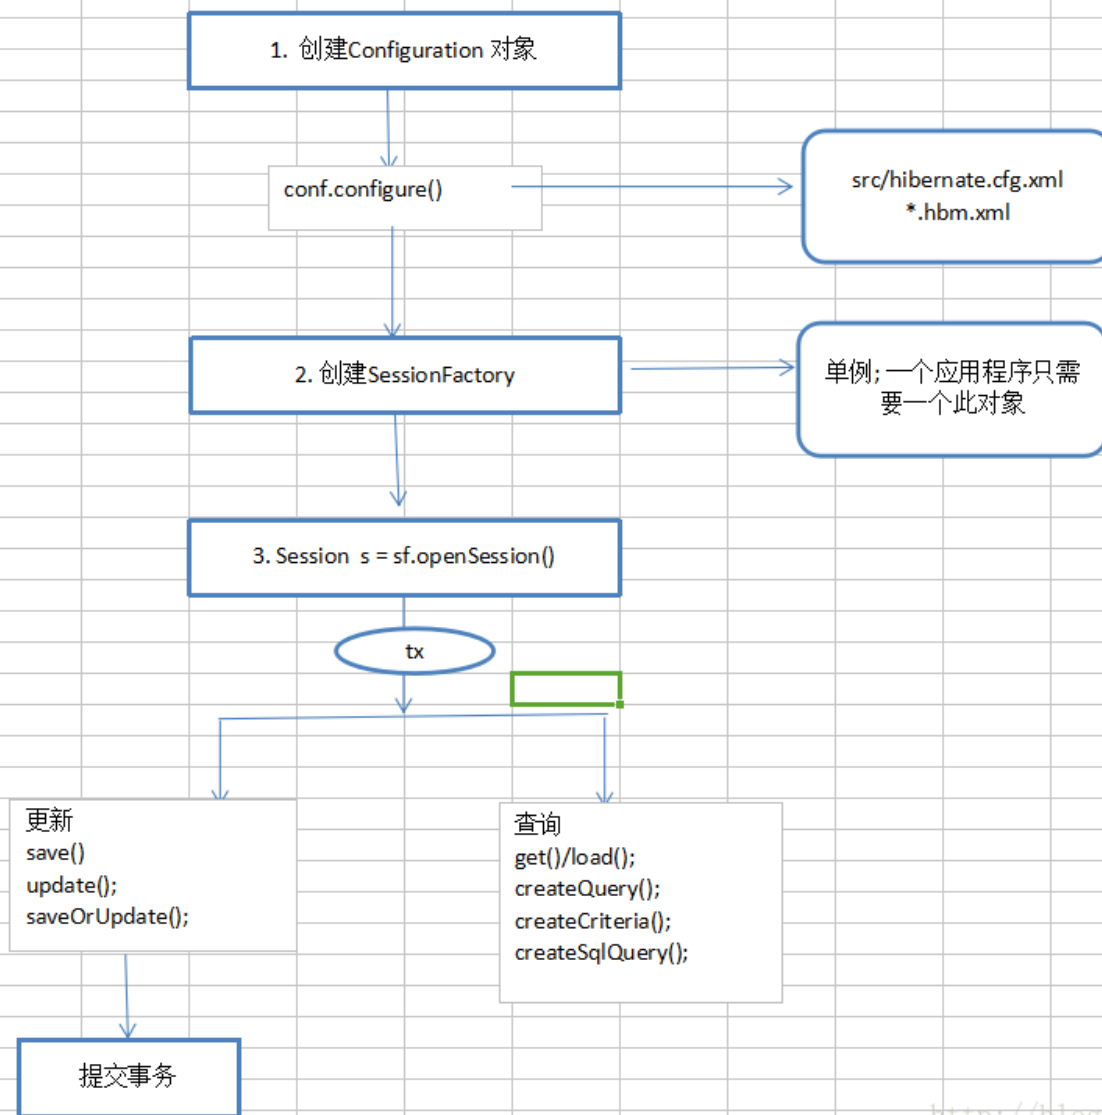 1. 创建Configuration 对象
conf.configure()
src/hibernate.cfg.xml
*.hbm.xml
2. 创建SessionFactory
单例; 一个应用程序只需
要一个此对象
3. Session s = sf.openSession()
tx
更新
save()
update();
saveOrUpdate();
查询
get()/load();
createQuery();
createCriteria();
createSqlQuery();
提交事务